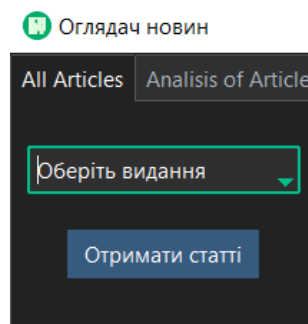 Оглядач новин
All Articles Analisis of Article
Оберіть видання
Отримати статті